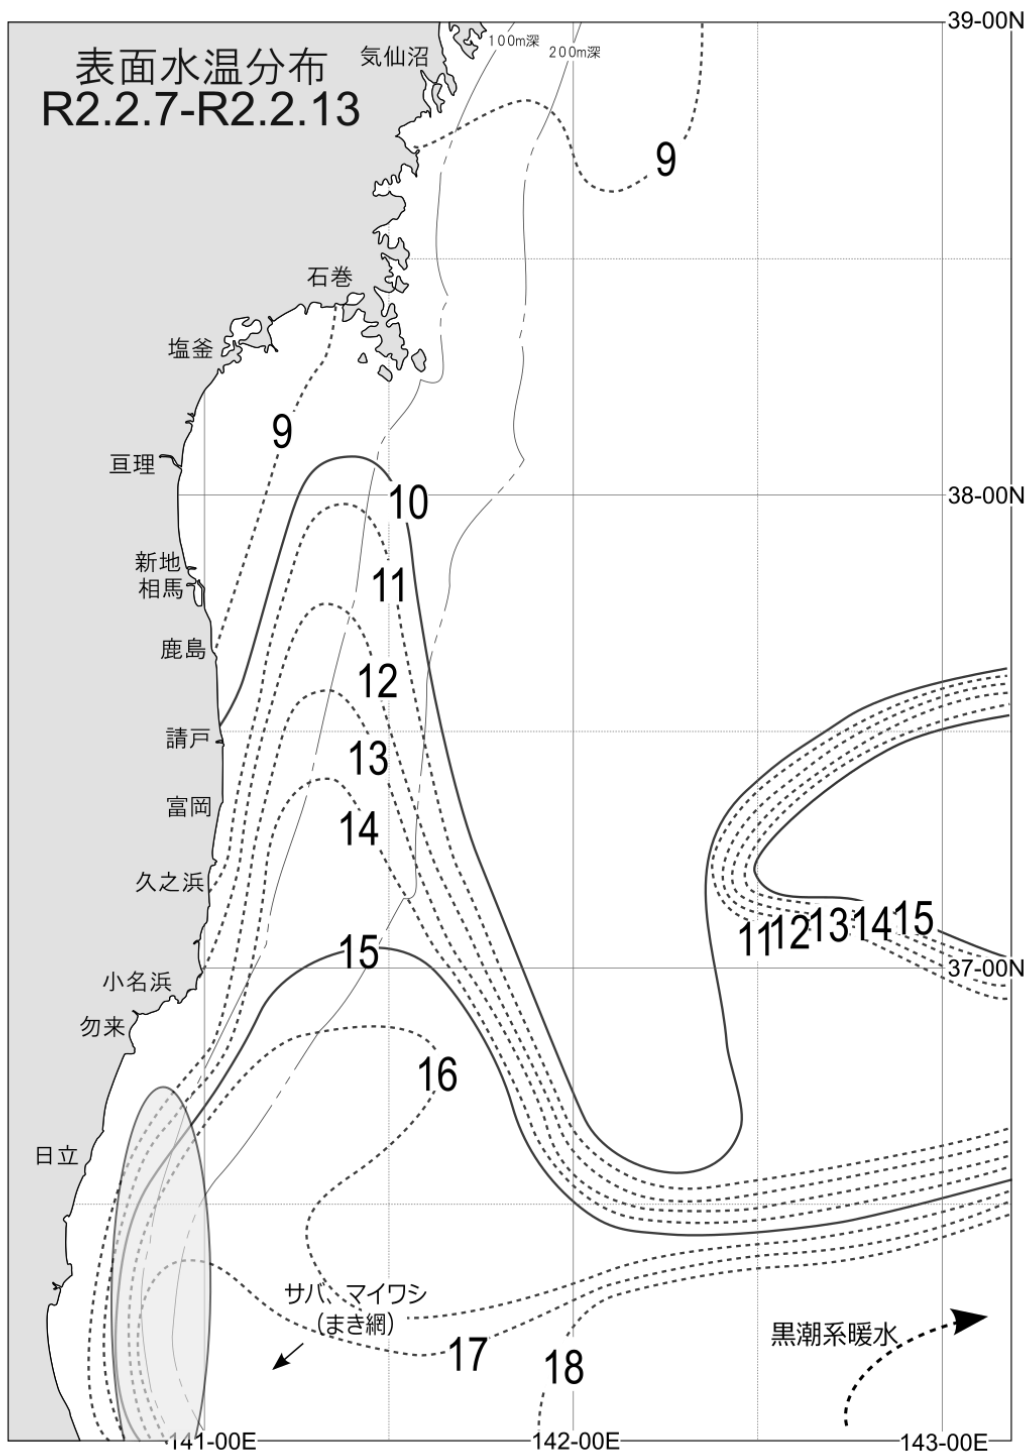 39-00N
100m深
200m深
気仙沼
表面水温分布
R2.2.7-R2.2.13
9
石巻
塩釜
9
亘理
10
38-00N
新地
相馬
11
鹿島
12
請戸
13
富岡
14
久之浜
11
12
13
14
15
15
37-00N
小名浜
勿来
16
日立
サバ、マイワシ
(まき網)
黒潮系暖水
17
18
141-00E
142-00E
143-00E